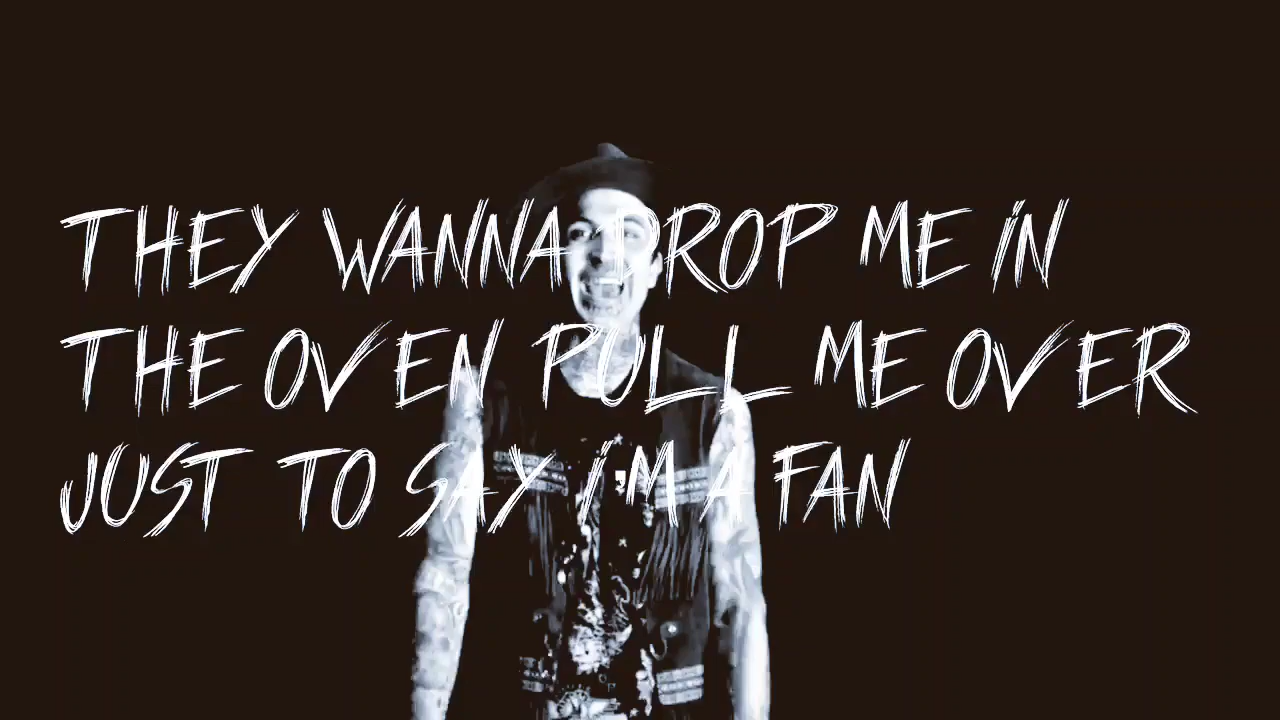 THEY WANNA DROP ME IN
THE OVEN PULL ME OVER
JUST TO SAY I'M A FAN